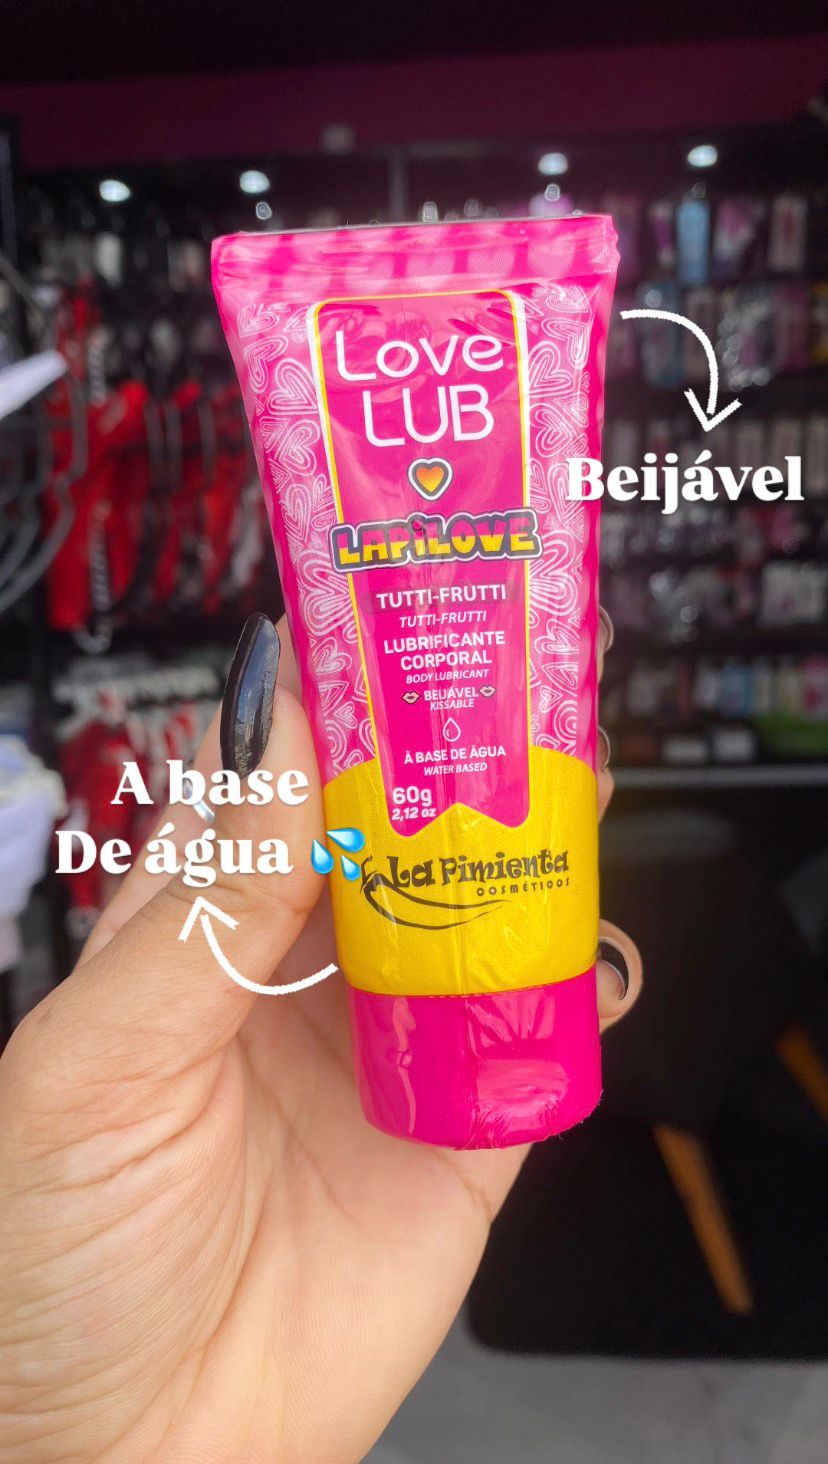 Love
LUB
LAPiLOVE
TUTTI-FRUTTI
TUTTI-FRUTTI
LUBRIFICANTE
CORPORAL
BODY LUBRICANT
BEIJÁVEL
KISSABLE
À BASE DE ÁGUA
WATER BASED
60g
2,12 oz
La Pimienta
COSMÉTICOS
Beijável
A base
De água 💦